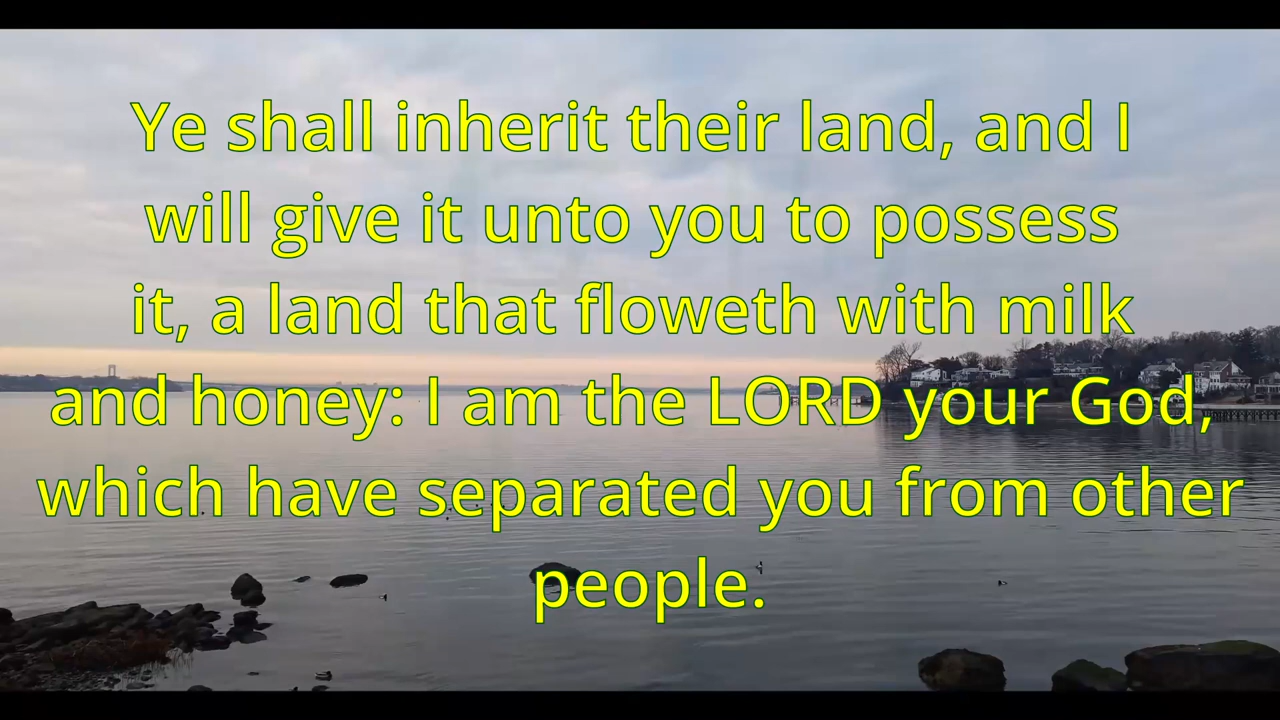 Ye shall inherit their land, and I
will give it unto you to possess
it, a land that floweth with milk
and honey: I am the LORD your God,
which have separated you from other
people.